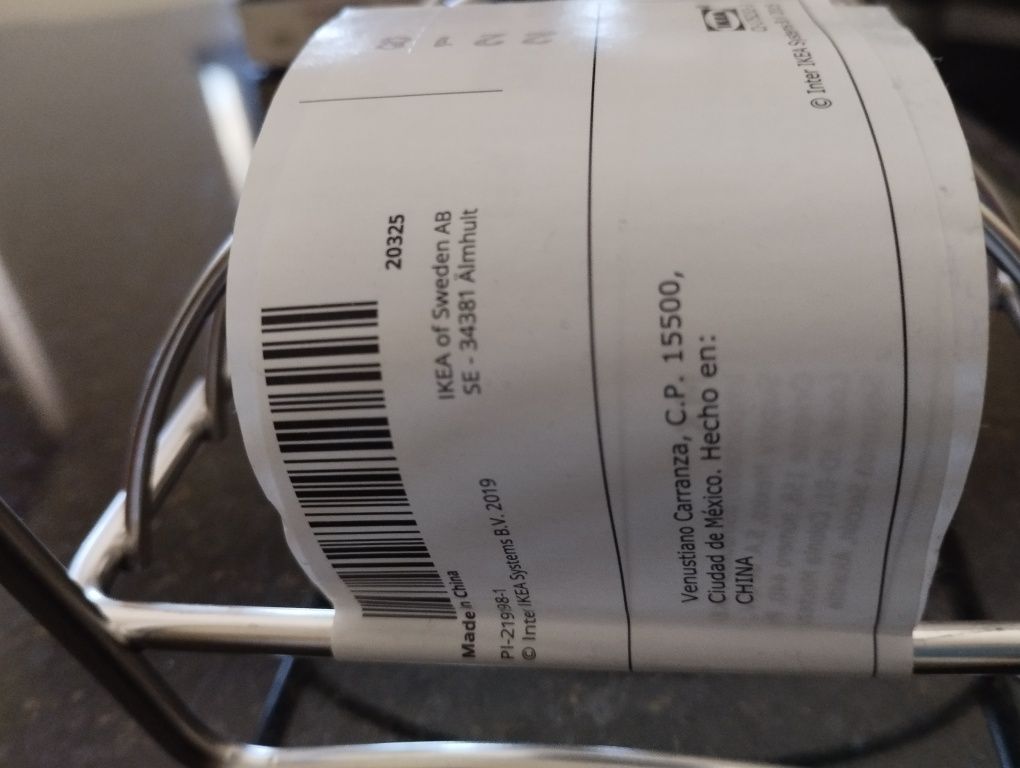 20325
IKEA of Sweden AB
SE - 34381 Älmhult
Made in China
PI-21998-1
© Inter IKEA Systems B.V. 2019
Venustiano Carranza, C.P. 15500,
Ciudad de México. Hecho en:
CHINA
© Inter IKEA Systems B.V.